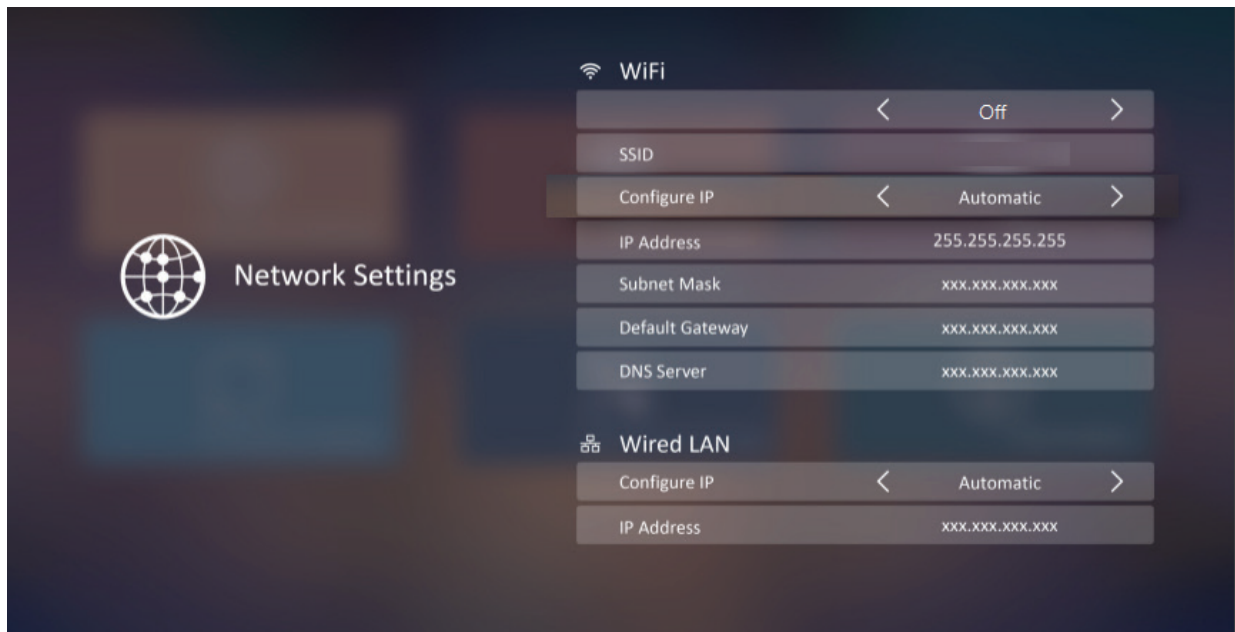 WiFi
Off
SSID
Configure IP Automatic
IP Address 255.255.255.255
Subnet Mask xxx.xxx.xxx.xxx
Default Gateway xxx.xxx.xxx.xxx
DNS Server xxx.xxx.xxx.xxx
Network Settings
Wired LAN
Configure IP Automatic
IP Address xxx.xxx.xxx.xxx